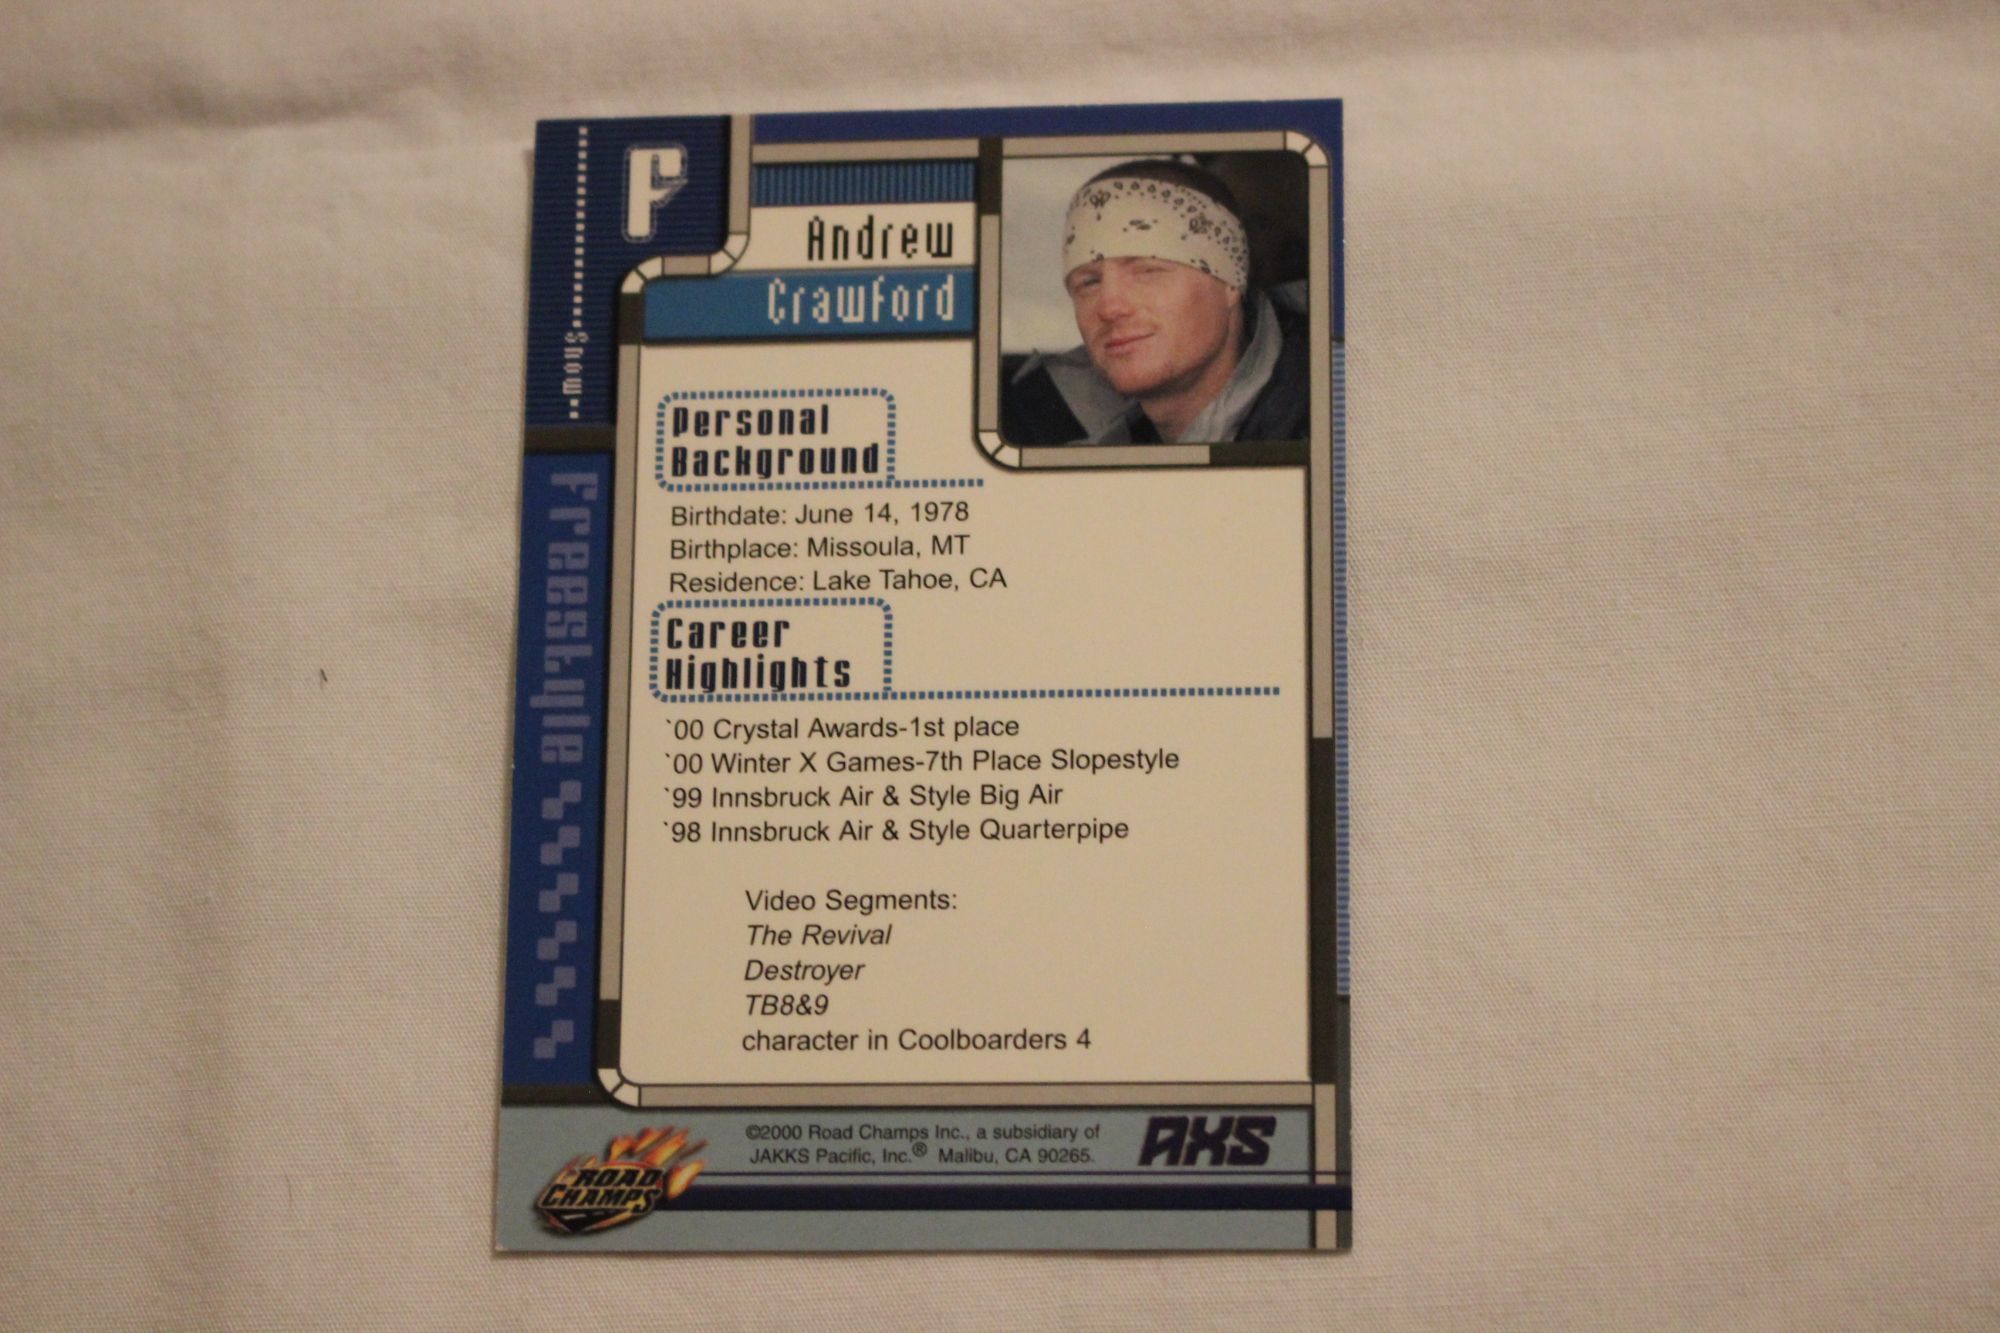 Andrew
Crawford
..Snow
Freestyle
Personal
Background
Birthdate: June 14, 1978
Birthplace: Missoula, MT
Residence: Lake Tahoe, CA
Career
Highlights
`00 Crystal Awards-1st place
`00 Winter X Games-7th Place Slopestyle
`99 Innsbruck Air & Style Big Air
`98 Innsbruck Air & Style Quarterpipe
Video Segments:
The Revival
Destroyer
TB8&9
character in Coolboarders 4
©2000 Road Champs Inc., a subsidiary of
JAKKS Pacific, Inc.® Malibu, CA 90265.
AXS
ROAD
CHAMPS